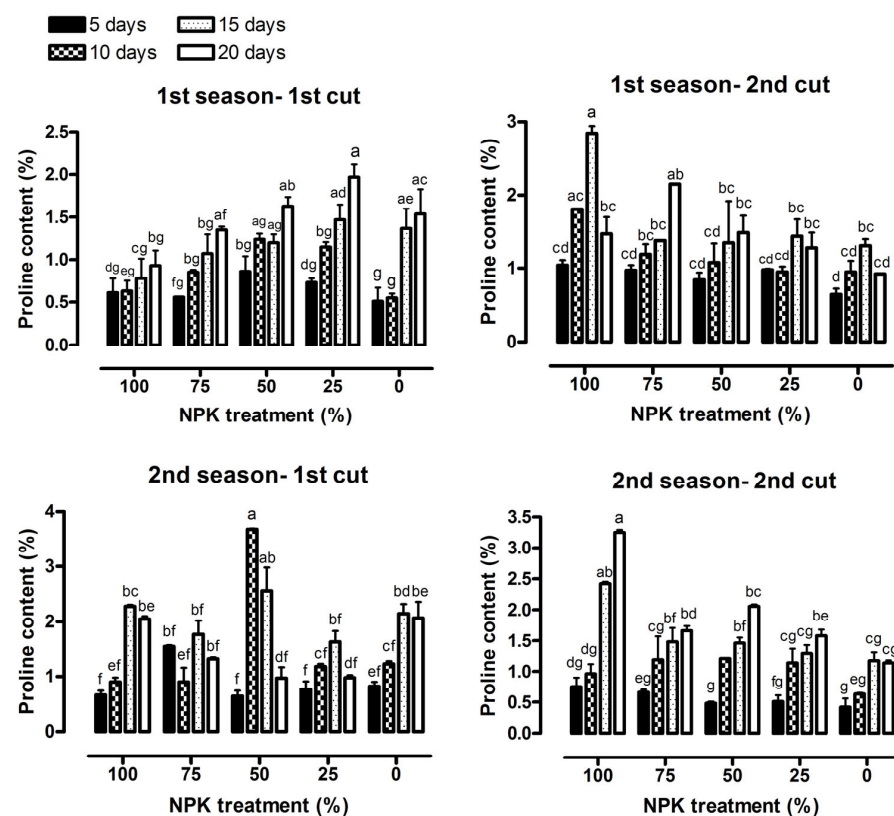 5 days 15 days
10 days 20 days
1st season- 1st cut
Proline content (%)
2.5
2.0
1.5
1.0
0.5
0.0
dg eg cg bg
fg bg bg af
bg ag ag ab
dg bg ad a
g g ae ac
100 75 50 25 0
NPK treatment (%)
1st season- 2nd cut
Proline content (%)
3
2
1
0
cd ac a bc
cd bc bc ab
cd cd bc bc
cd cd bc bc
d cd bc cd
100 75 50 25 0
NPK treatment (%)
2nd season- 1st cut
Proline content (%)
4
3
2
1
0
f ef bc be
bf ef bf bf
f a ab df
f cf bf df
ef cf bd be
100 75 50 25 0
NPK treatment (%)
2nd season- 2nd cut
Proline content (%)
3.5
3.0
2.5
2.0
1.5
1.0
0.5
0.0
dg dg ab a
eg cg bf bd
g cg bf bc
fg cg cg be
g eg cg cg
100 75 50 25 0
NPK treatment (%)